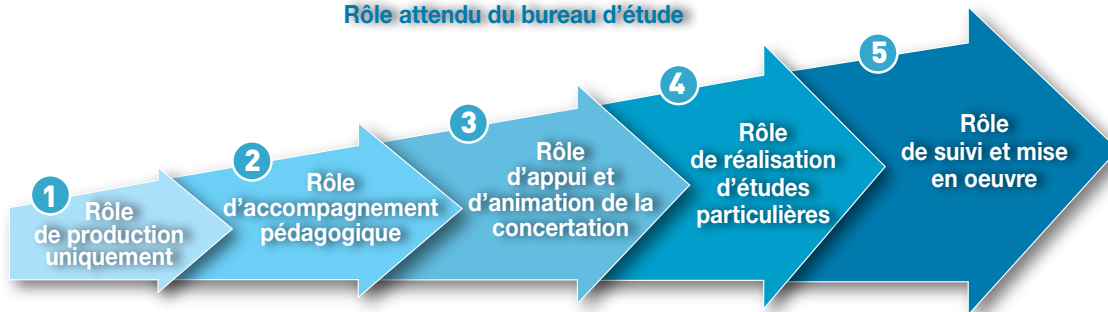 Rôle attendu du bureau d’étude
1
Rôle
de production
uniquement
2
Rôle
d’accompagnement
pédagogique
3
Rôle
d’appui et
d’animation de la
concertation
4
Rôle
de réalisation
d’études
particulières
5
Rôle
de suivi et mise
en oeuvre